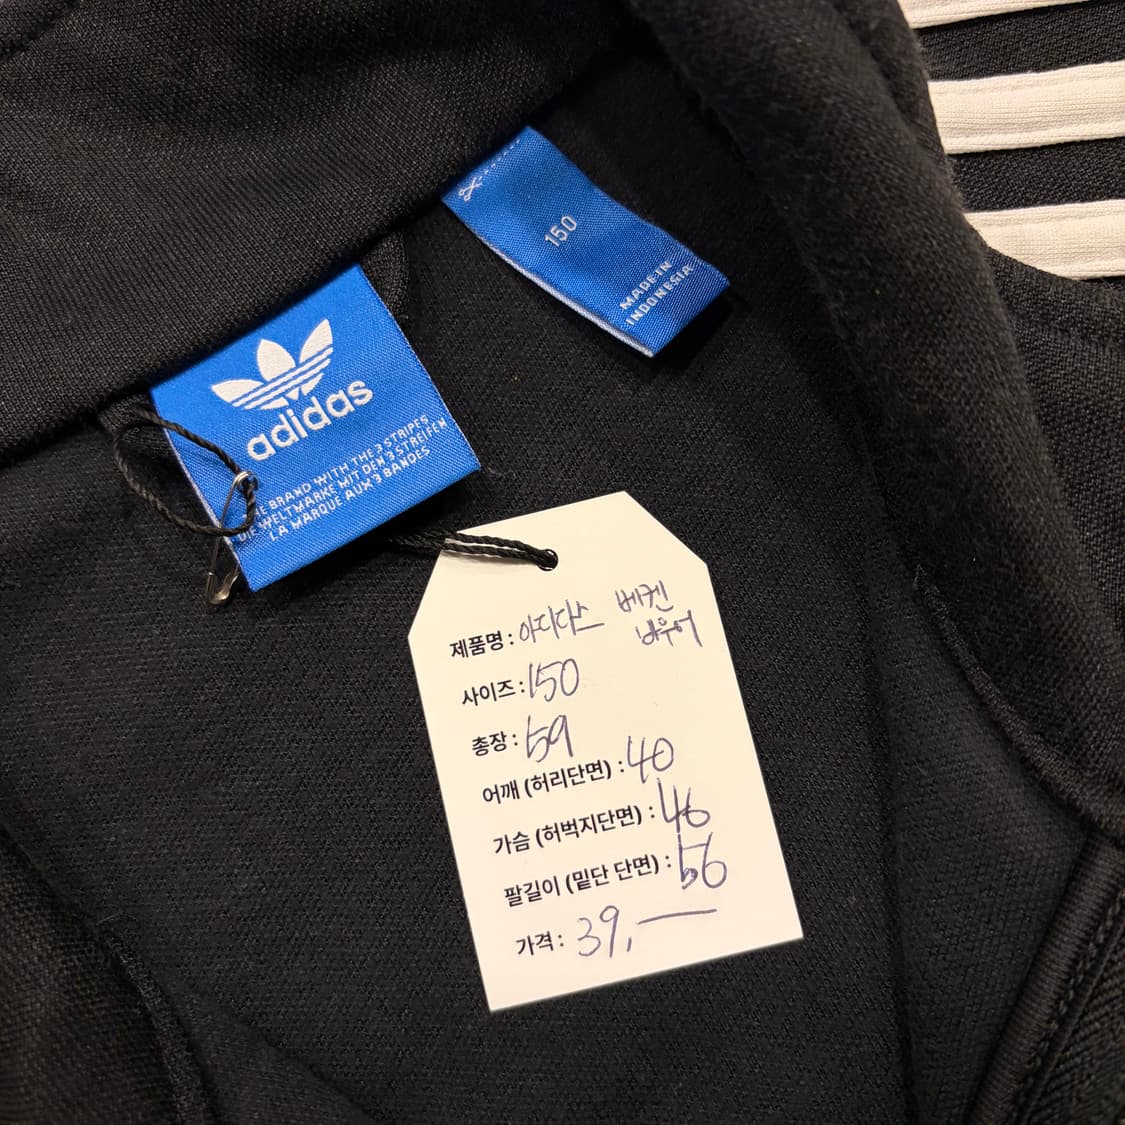 150
MADE IN
INDONESIA
adidas
THE BRAND WITH THE 3 STRIPES
DIE WELTMARKE MIT DEN 3 STREIFEN
LA MARQUE AUX 3 BANDES
제품명 : 아디다스 베켄
바우어
사이즈 : 150
총장 : 59
어깨 (허리단면) : 40
가슴 (허벅지단면) : 46
팔길이 (밑단 단면) : 56
가격 : 39,—